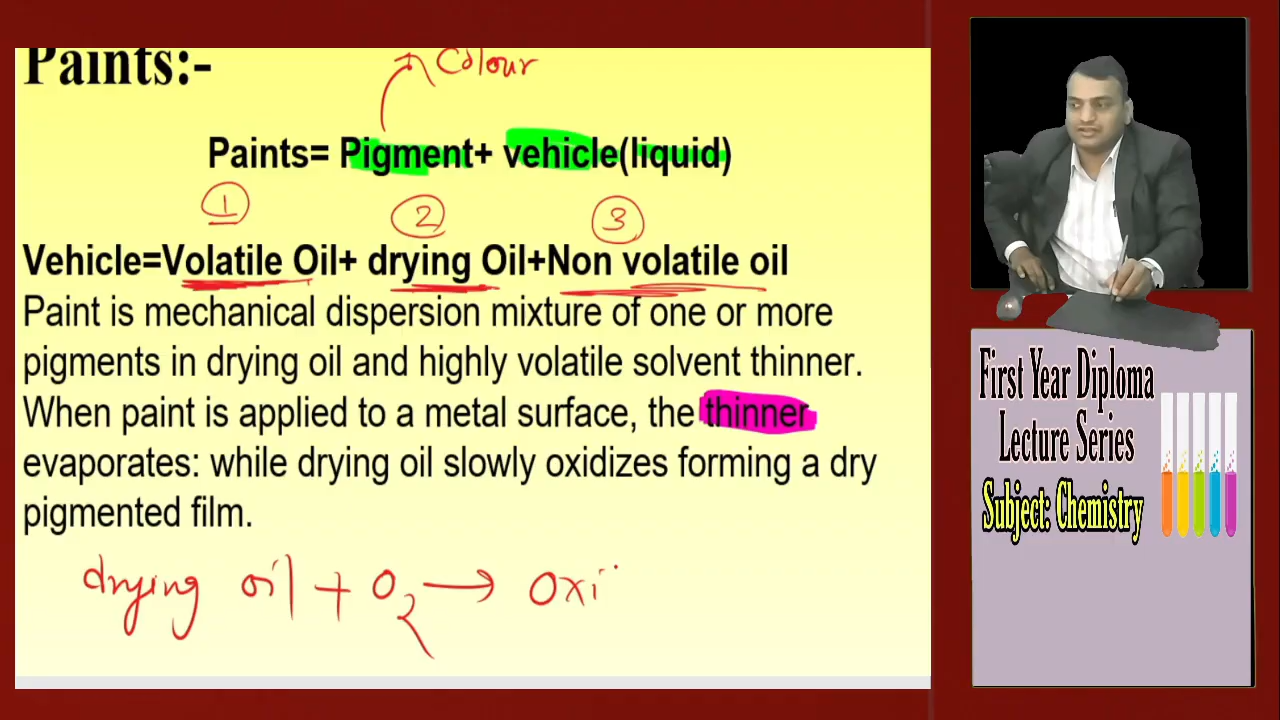 Paints:-
Colour
Paints= Pigment+ vehicle(liquid)
1 2 3
Vehicle=Volatile Oil+ drying Oil+Non volatile oil
Paint is mechanical dispersion mixture of one or more
pigments in drying oil and highly volatile solvent thinner.
When paint is applied to a metal surface, the thinner
evaporates: while drying oil slowly oxidizes forming a dry
pigmented film.
drying oil + O2 → Oxi
First Year Diploma
Lecture Series
Subject: Chemistry